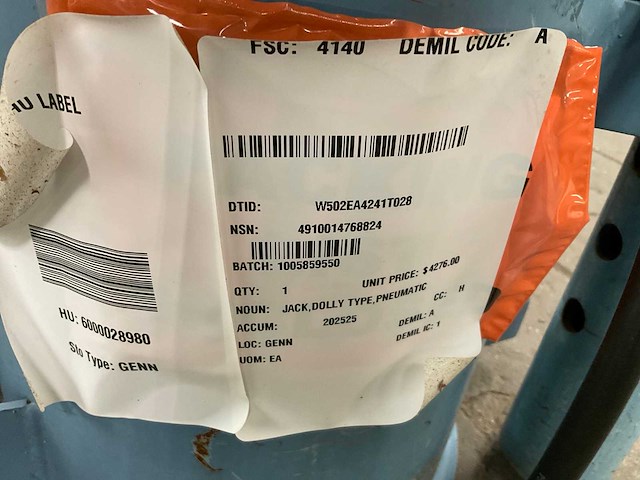 HU LABEL
HU: 6000028980
Slo Type: GENN
FSC: 4140 DEMIL CODE: A
DTID: W502EA4241T028
NSN: 4910014768824
BATCH: 1005859550
QTY: 1 UNIT PRICE: $4276.00
NOUN: JACK,DOLLY TYPE,PNEUMATIC CC: H
ACCUM: 202525 DEMIL: A
LOC: GENN DEMIL IC: 1
UOM: EA